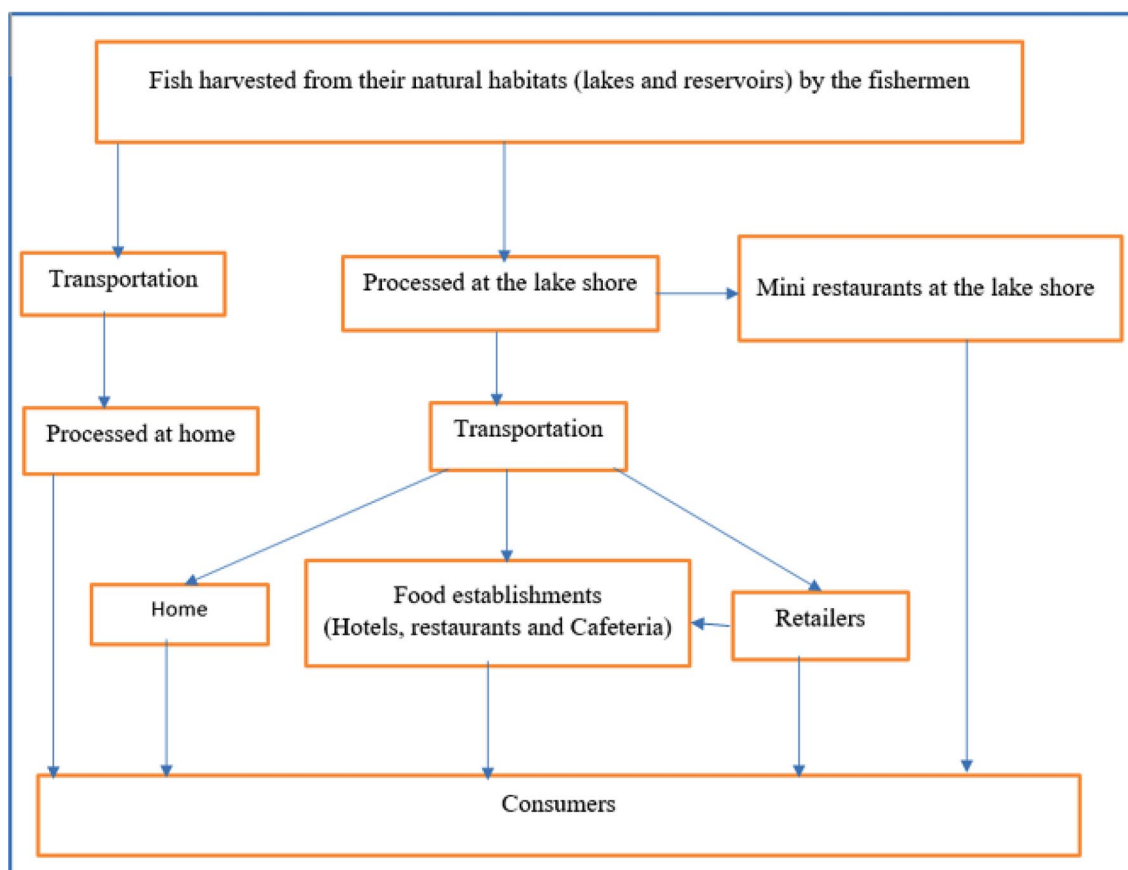 Fish harvested from their natural habitats (lakes and reservoirs) by the fishermen
Transportation
Processed at the lake shore
Mini restaurants at the lake shore
Processed at home
Transportation
Home
Food establishments
(Hotels, restaurants and Cafeteria)
Retailers
Consumers